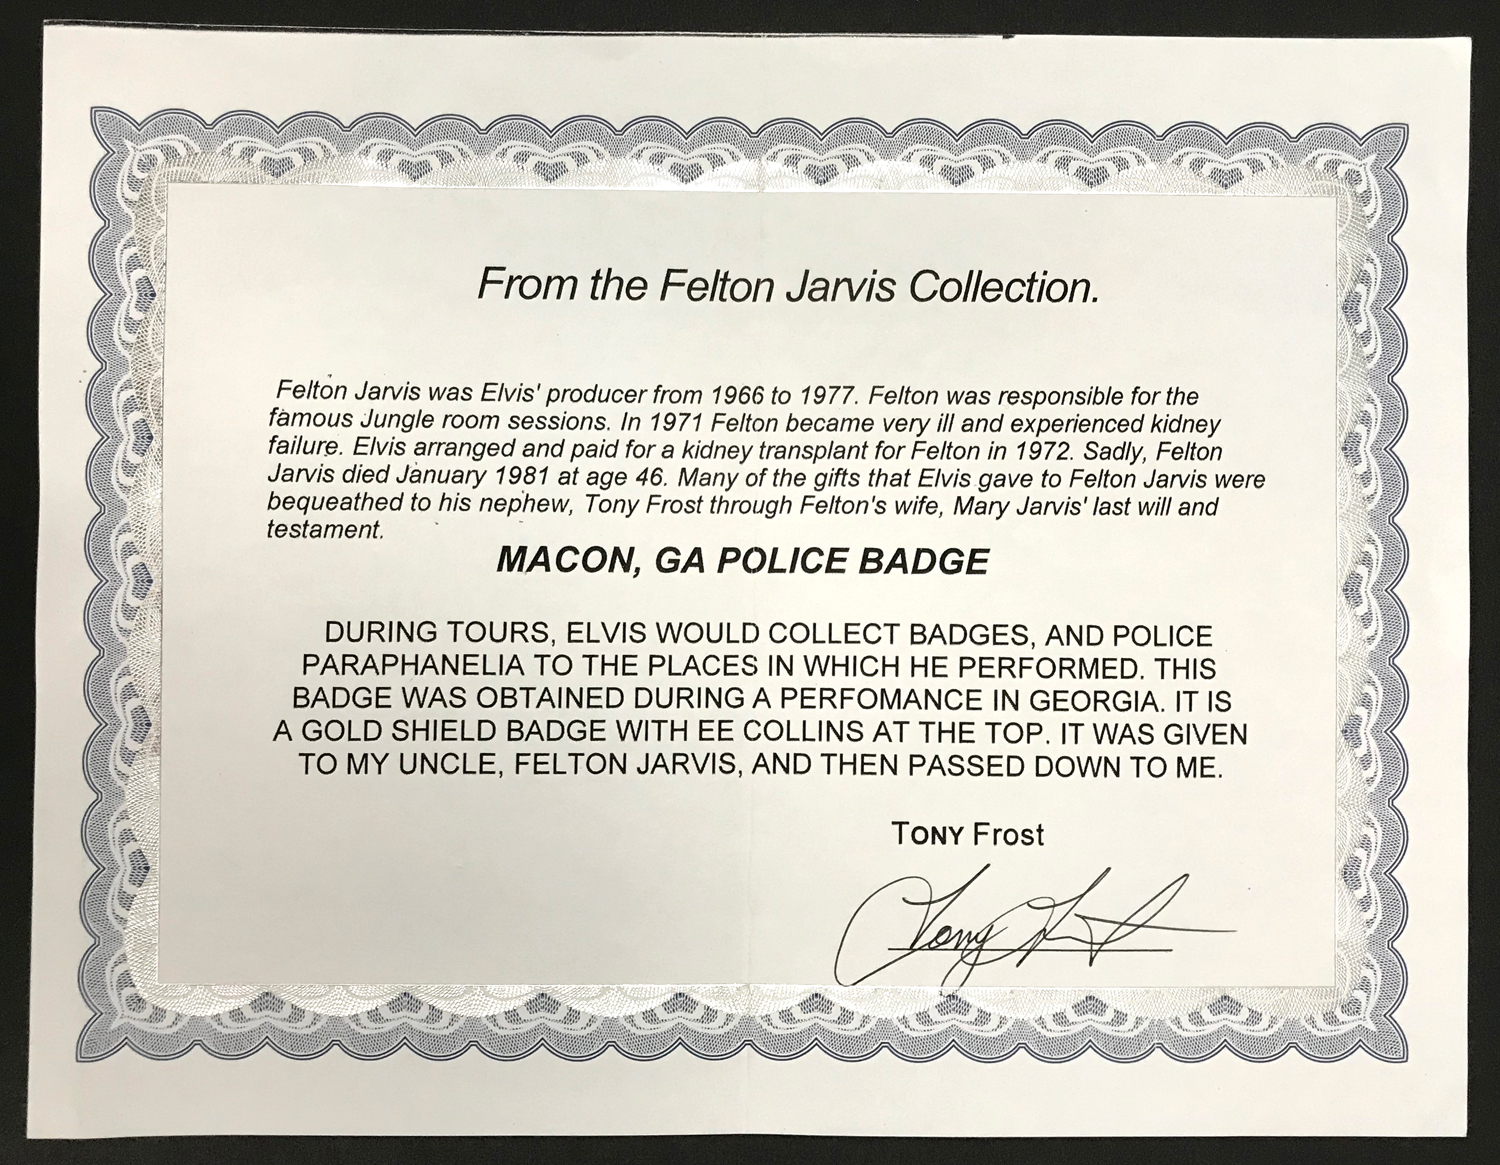 From the Felton Jarvis Collection.
Felton Jarvis was Elvis' producer from 1966 to 1977. Felton was responsible for the
famous Jungle room sessions. In 1971 Felton became very ill and experienced kidney
failure. Elvis arranged and paid for a kidney transplant for Felton in 1972. Sadly, Felton
Jarvis died January 1981 at age 46. Many of the gifts that Elvis gave to Felton Jarvis were
bequeathed to his nephew, Tony Frost through Felton's wife, Mary Jarvis' last will and
testament.
MACON, GA POLICE BADGE
DURING TOURS, ELVIS WOULD COLLECT BADGES, AND POLICE
PARAPHANELIA TO THE PLACES IN WHICH HE PERFORMED. THIS
BADGE WAS OBTAINED DURING A PERFOMANCE IN GEORGIA. IT IS
A GOLD SHIELD BADGE WITH EE COLLINS AT THE TOP. IT WAS GIVEN
TO MY UNCLE, FELTON JARVIS, AND THEN PASSED DOWN TO ME.
TONY Frost
Tony Frost